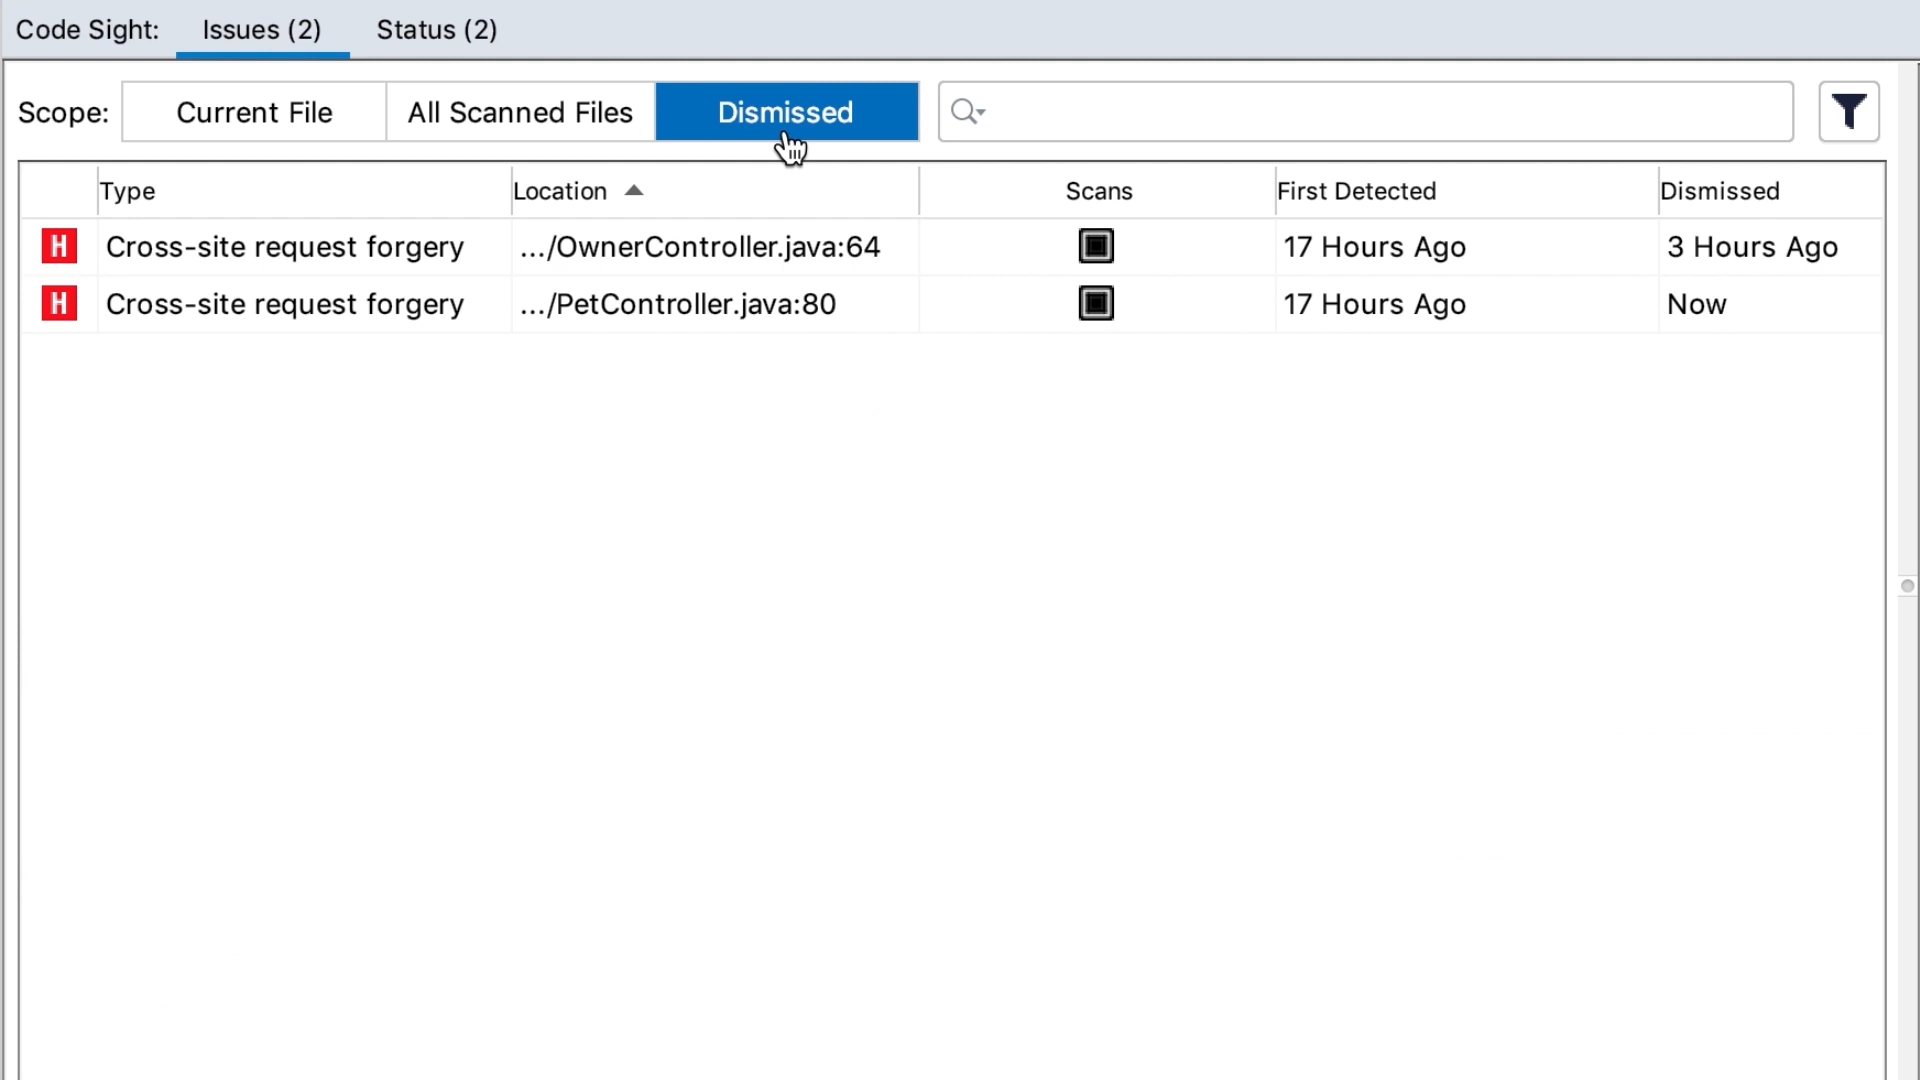 Code Sight: Issues (2) Status (2)
Scope: Current File All Scanned Files Dismissed
Type Location Scans First Detected Dismissed
H Cross-site request forgery .../OwnerController.java:64 17 Hours Ago 3 Hours Ago
H Cross-site request forgery .../PetController.java:80 17 Hours Ago Now